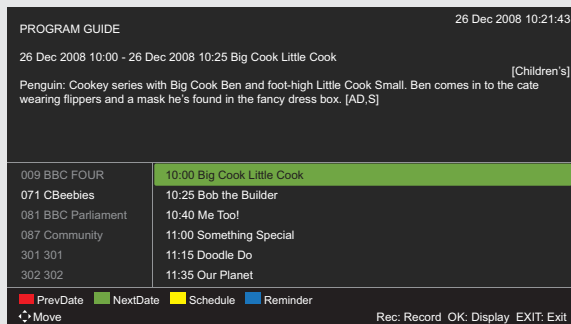 PROGRAM GUIDE
26 Dec 2008 10:21:43
26 Dec 2008 10:00 - 26 Dec 2008 10:25 Big Cook Little Cook
[Children's]
Penguin: Cookey series with Big Cook Ben and foot-high Little Cook Small. Ben comes in to the cate
wearing flippers and a mask he's found in the fancy dress box. [AD,S]
009 BBC FOUR 10:00 Big Cook Little Cook
071 CBeebies 10:25 Bob the Builder
081 BBC Parliament 10:40 Me Too!
087 Community 11:00 Something Special
301 301 11:15 Doodle Do
302 302 11:35 Our Planet
PrevDate NextDate Schedule Reminder
Move Rec: Record OK: Display EXIT: Exit